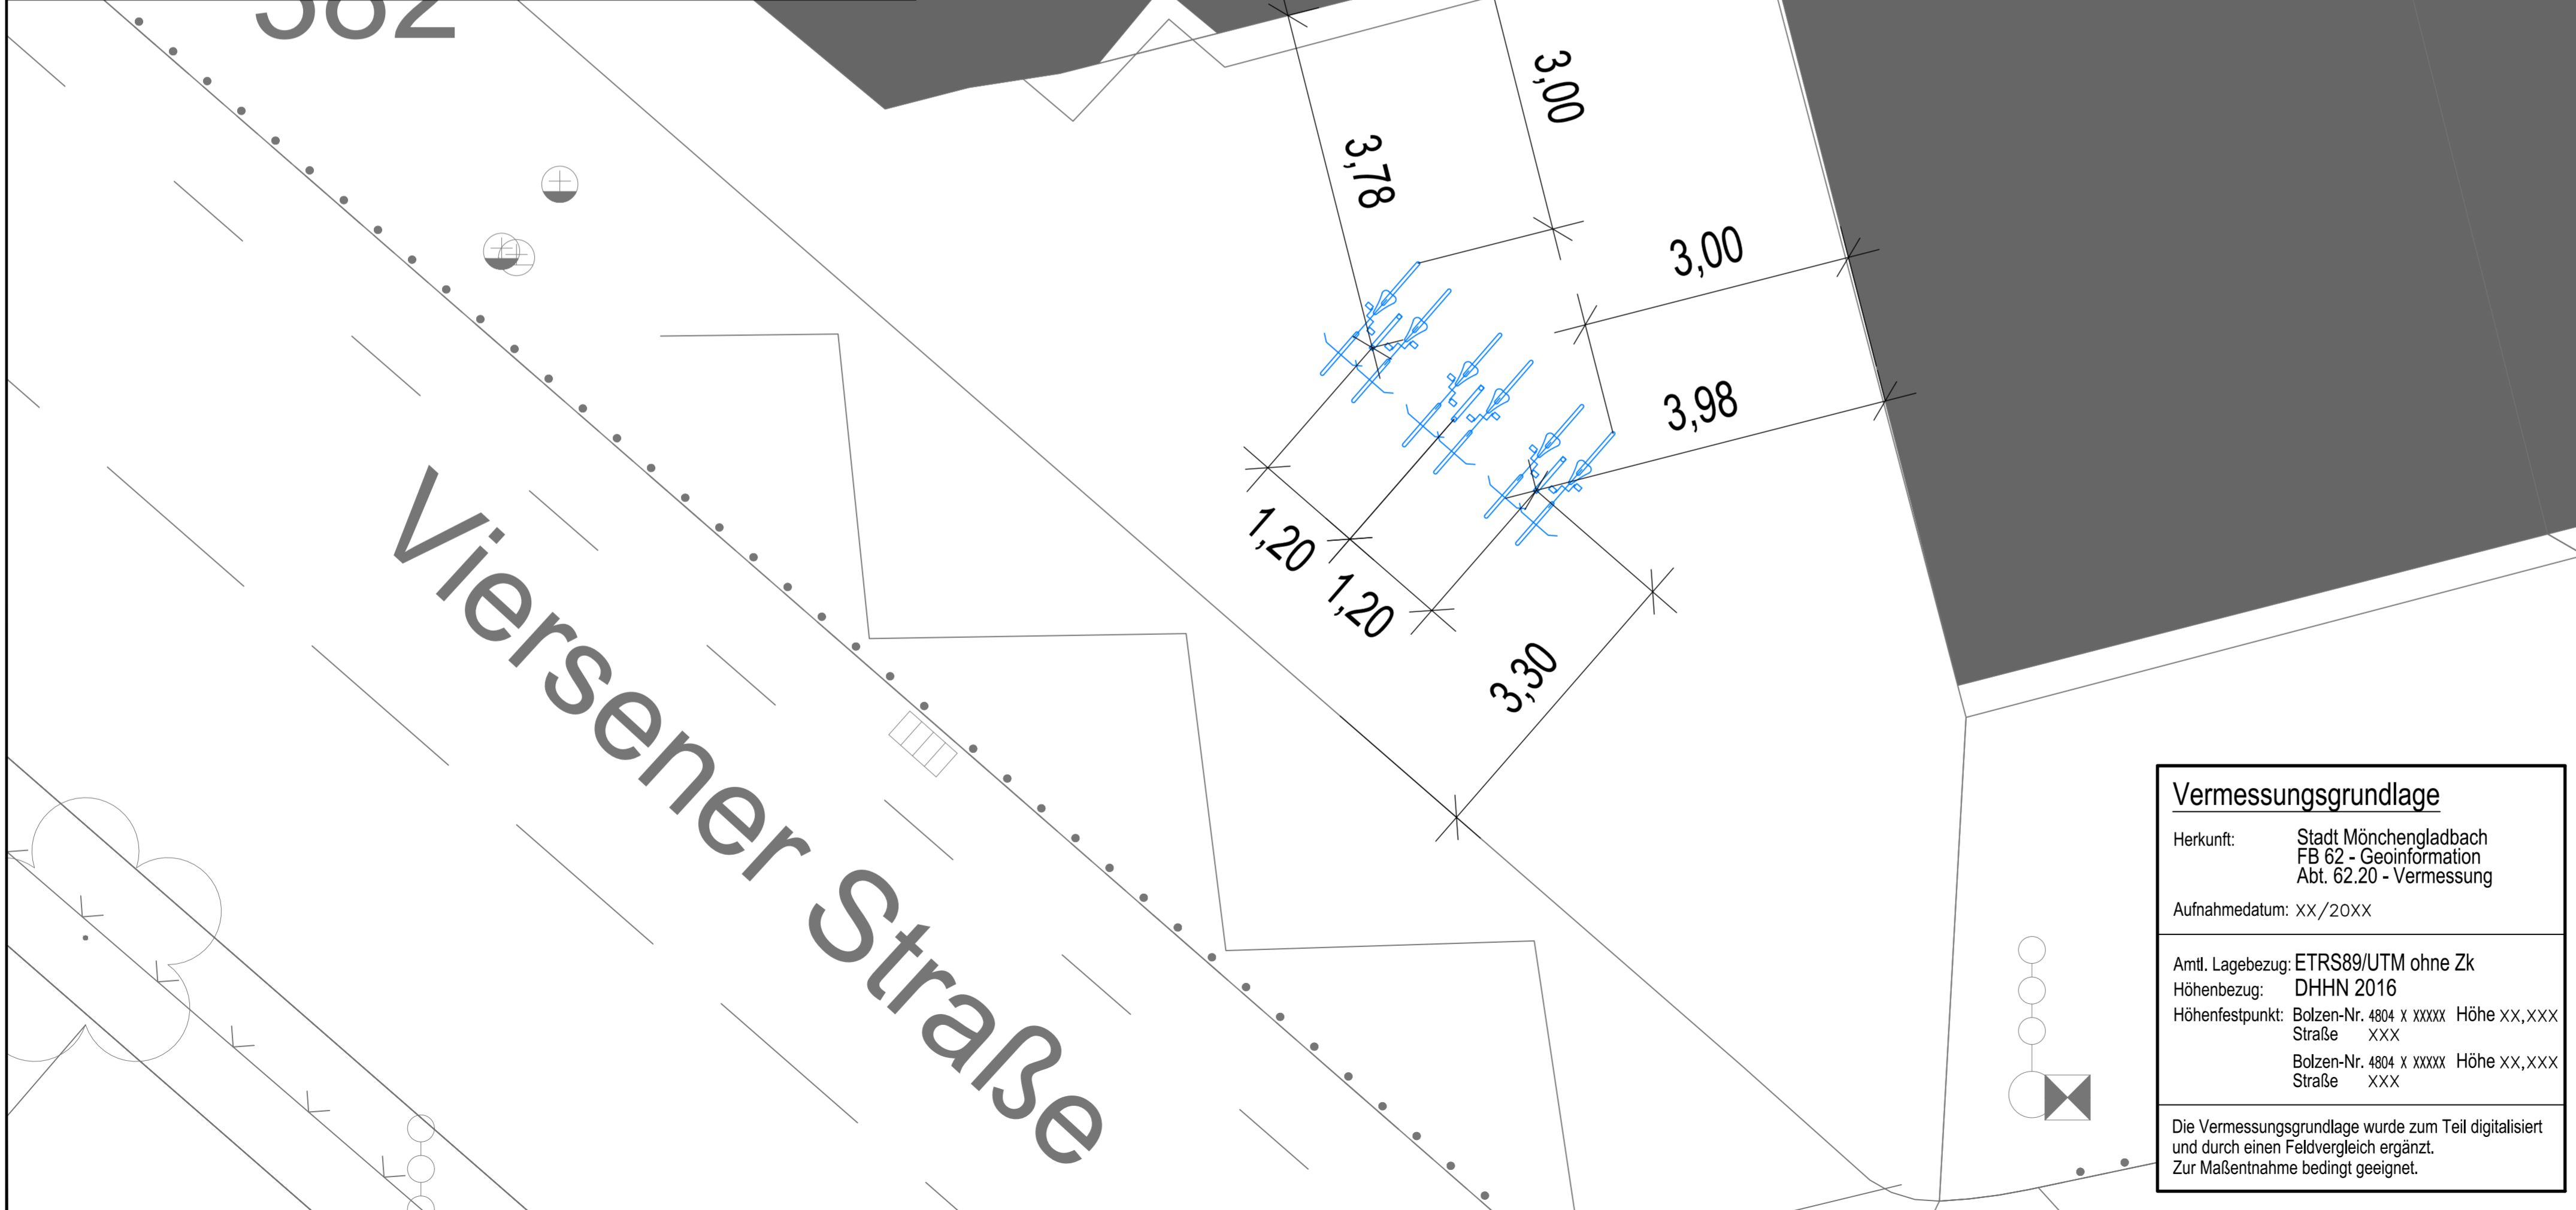 382
3,00
3,78
3,00
3,98
1,20
1,20
3,30
Viersener Straße
Vermessungsgrundlage
Herkunft: Stadt Mönchengladbach
FB 62 - Geoinformation
Abt. 62.20 - Vermessung
Aufnahmedatum: XX/20XX
Amtl. Lagebezug: ETRS89/UTM ohne Zk
Höhenbezug: DHHN 2016
Höhenfestpunkt: Bolzen-Nr. 4804 X XXXXX Höhe XX,XXX
Straße XXX
Bolzen-Nr. 4804 X XXXXX Höhe XX,XXX
Straße XXX
Die Vermessungsgrundlage wurde zum Teil digitalisiert
und durch einen Feldvergleich ergänzt.
Zur Maßentnahme bedingt geeignet.